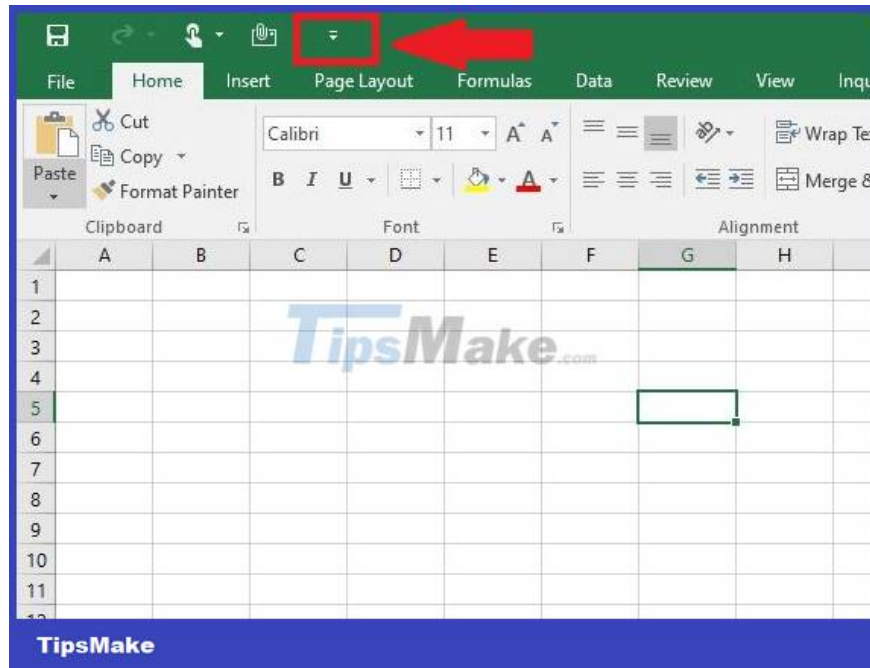 File Home Insert Page Layout Formulas Data Review View Inqu
Cut
Copy
Format Painter
Paste
Calibri 11 A A
Wrap Te
B I U A
Merge &
Clipboard Font Alignment
A B C D E F G H
1
2
3
4
5
6
7
8
9
10
11
TipsMake.com
TipsMake